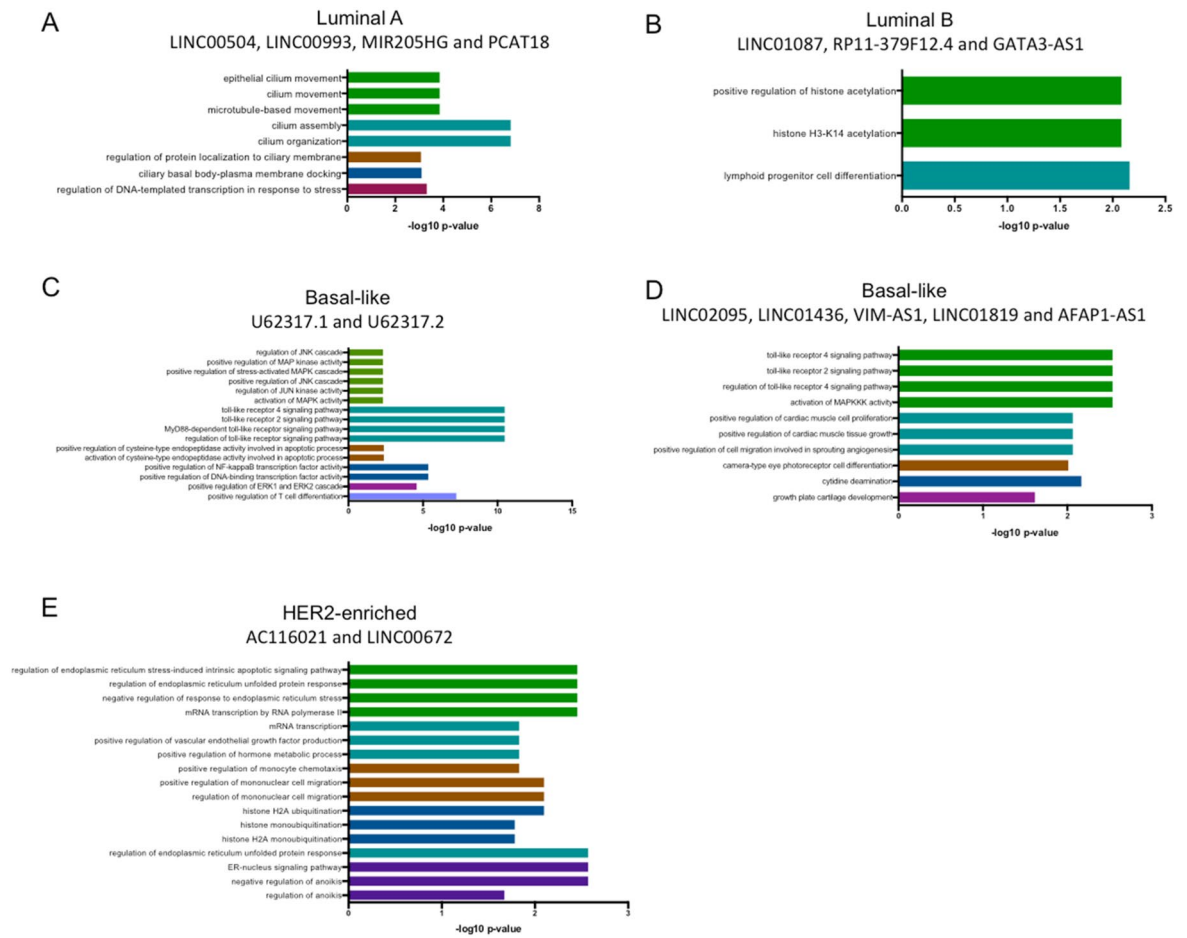 A
Luminal A
LINC00504, LINC00993, MIR205HG and PCAT18
epithelial cilium movement
cilium movement
microtubule-based movement
cilium assembly
cilium organization
regulation of protein localization to ciliary membrane
ciliary basal body-plasma membrane docking
regulation of DNA-templated transcription in response to stress
0 2 4 6 8
-log10 p-value
B
Luminal B
LINC01087, RP11-379F12.4 and GATA3-AS1
positive regulation of histone acetylation
histone H3-K14 acetylation
lymphoid progenitor cell differentiation
0.0 0.5 1.0 1.5 2.0 2.5
-log10 p-value
C
Basal-like
U62317.1 and U62317.2
regulation of JNK cascade
positive regulation of MAP kinase activity
positive regulation of stress-activated MAPK cascade
positive regulation of JNK cascade
regulation of JUN kinase activity
activation of MAPK activity
toll-like receptor 4 signaling pathway
toll-like receptor 2 signaling pathway
MyD88-dependent toll-like receptor signaling pathway
regulation of toll-like receptor signaling pathway
positive regulation of cysteine-type endopeptidase activity involved in apoptotic process
activation of cysteine-type endopeptidase activity involved in apoptotic process
positive regulation of NF-kappaB transcription factor activity
positive regulation of DNA-binding transcription factor activity
positive regulation of ERK1 and ERK2 cascade
positive regulation of T cell differentiation
0 5 10 15
-log10 p-value
D
Basal-like
LINC02095, LINC01436, VIM-AS1, LINC01819 and AFAP1-AS1
toll-like receptor 4 signaling pathway
toll-like receptor 2 signaling pathway
regulation of toll-like receptor 4 signaling pathway
activation of MAPKKK activity
positive regulation of cardiac muscle cell proliferation
positive regulation of cardiac muscle tissue growth
positive regulation of cell migration involved in sprouting angiogenesis
camera-type eye photoreceptor cell differentiation
cytidine deamination
growth plate cartilage development
0 1 2 3
-log10 p-value
E
HER2-enriched
AC116021 and LINC00672
regulation of endoplasmic reticulum stress-induced intrinsic apoptotic signaling pathway
regulation of endoplasmic reticulum unfolded protein response
negative regulation of response to endoplasmic reticulum stress
mRNA transcription by RNA polymerase II
mRNA transcription
positive regulation of vascular endothelial growth factor production
positive regulation of hormone metabolic process
positive regulation of monocyte chemotaxis
positive regulation of mononuclear cell migration
regulation of mononuclear cell migration
histone H2A ubiquitination
histone monoubiquitination
histone H2A monoubiquitination
regulation of endoplasmic reticulum unfolded protein response
ER-nucleus signaling pathway
negative regulation of anoikis
regulation of anoikis
0 1 2 3
-log10 p-value